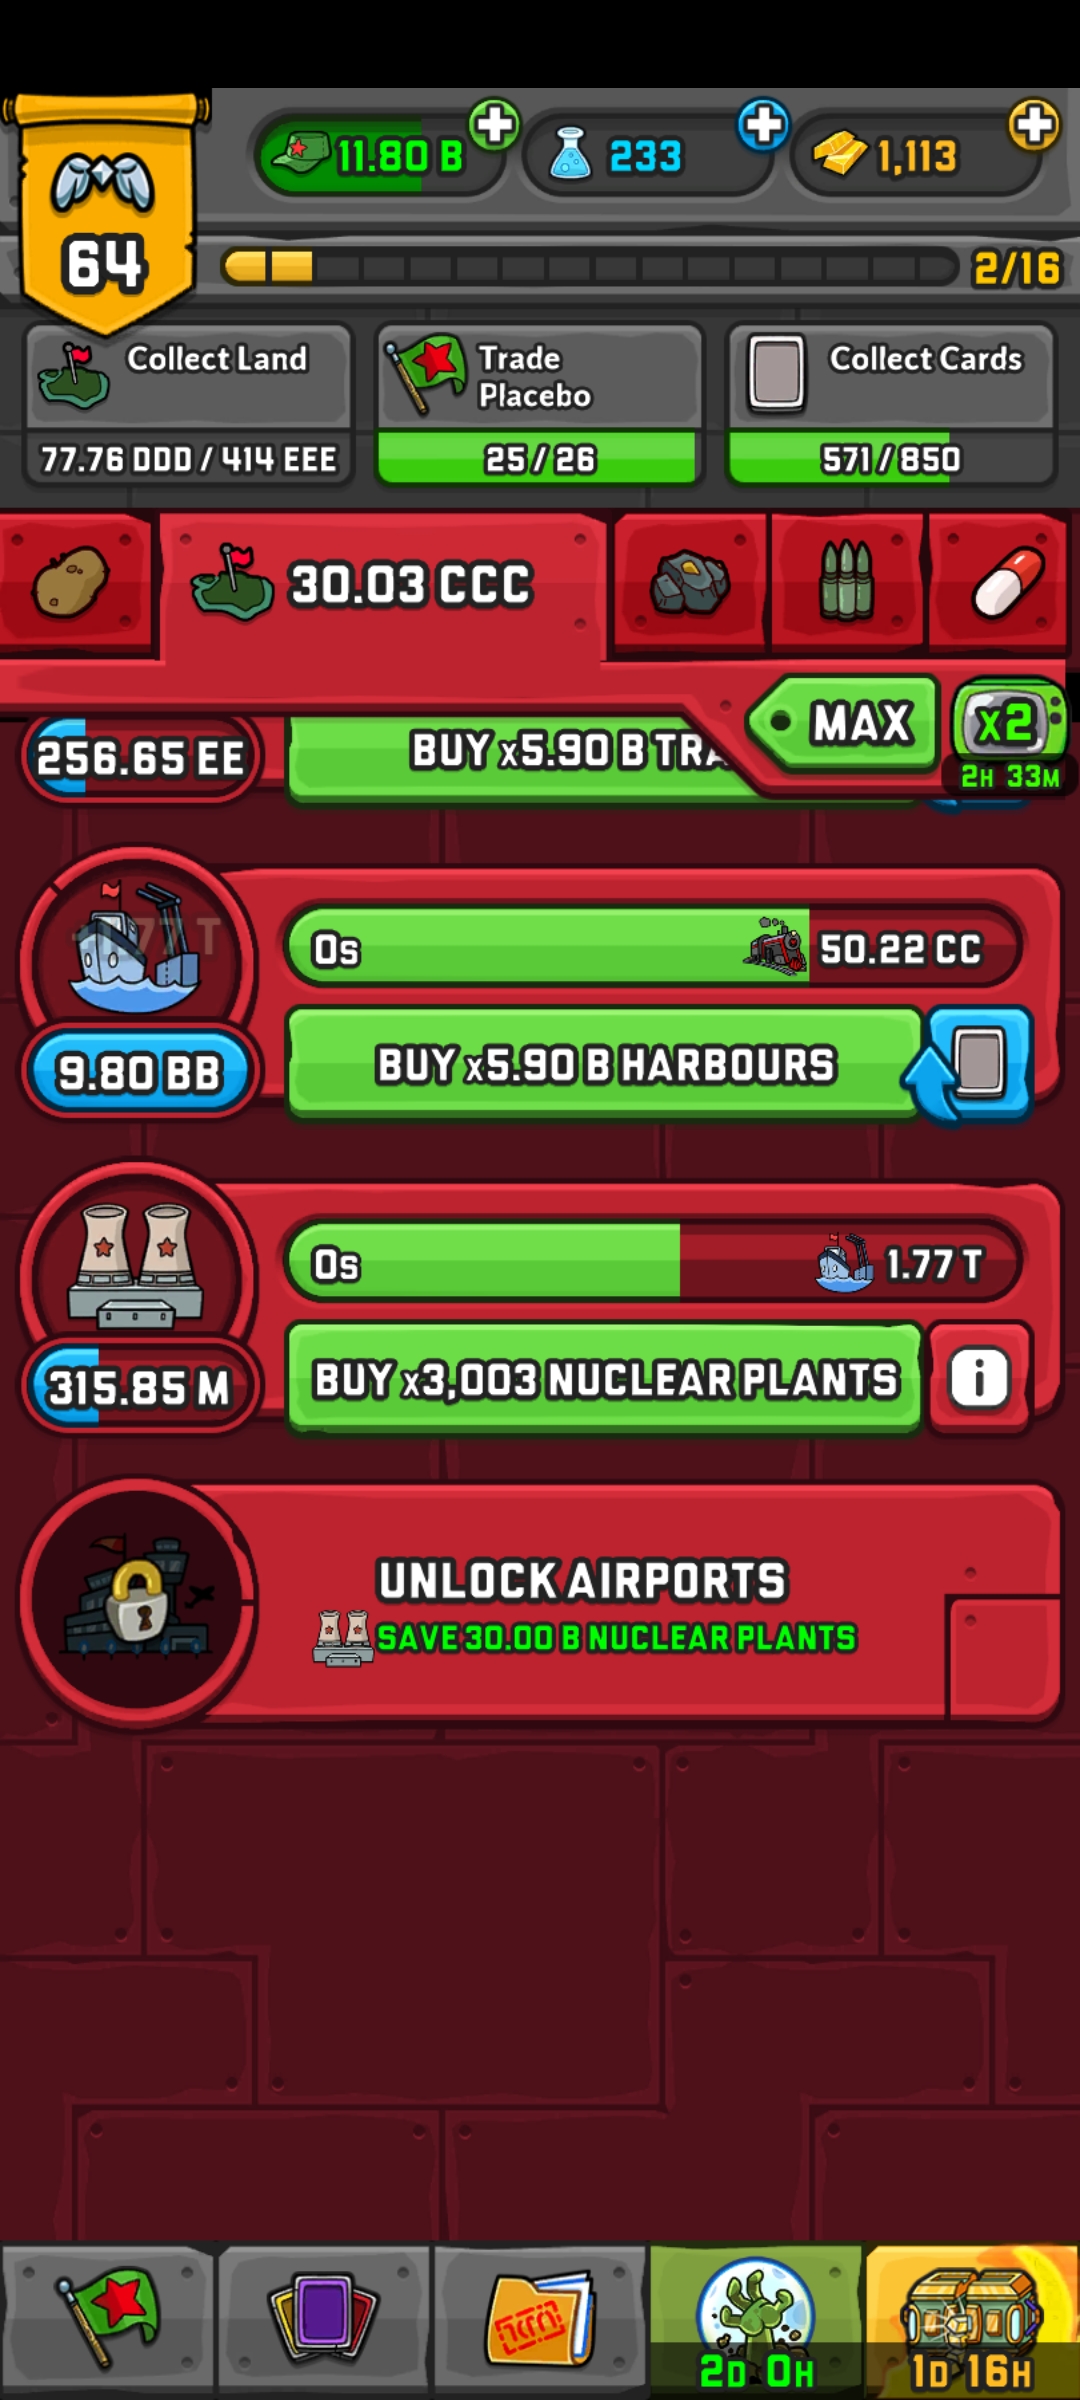 11.80 B
233
1,113
64
2/16
Collect Land
77.76 DDD / 414 EEE
Trade
Placebo
25 / 26
Collect Cards
571 / 850
30.03 CCC
MAX
x2
2H 33M
256.65 EE
BUY x5.90 B TRA
1.77 T
0s
50.22 CC
9.80 BB
BUY x5.90 B HARBOURS
0s
1.77 T
315.85 M
BUY x3,003 NUCLEAR PLANTS
i
UNLOCK AIRPORTS
SAVE 30.00 B NUCLEAR PLANTS
2D 0H
1D 16H